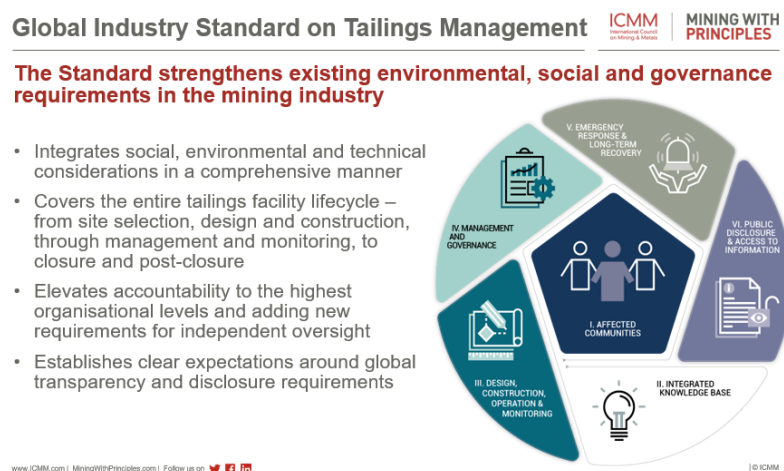 Global Industry Standard on Tailings Management
ICMM
International Council
on Mining & Metals
MINING WITH
PRINCIPLES
The Standard strengthens existing environmental, social and governance
requirements in the mining industry
• Integrates social, environmental and technical
considerations in a comprehensive manner
• Covers the entire tailings facility lifecycle –
from site selection, design and construction,
through management and monitoring, to
closure and post-closure
• Elevates accountability to the highest
organisational levels and adding new
requirements for independent oversight
• Establishes clear expectations around global
transparency and disclosure requirements
V. EMERGENCY
RESPONSE &
LONG-TERM
RECOVERY
IV. MANAGEMENT
AND
GOVERNANCE
VI. PUBLIC
DISCLOSURE
& ACCESS TO
INFORMATION
I. AFFECTED
COMMUNITIES
III. DESIGN,
CONSTRUCTION,
OPERATION &
MONITORING
II. INTEGRATED
KNOWLEDGE BASE
www.ICMM.com | MiningWithPrinciples.com | Follow us on
| © ICMM